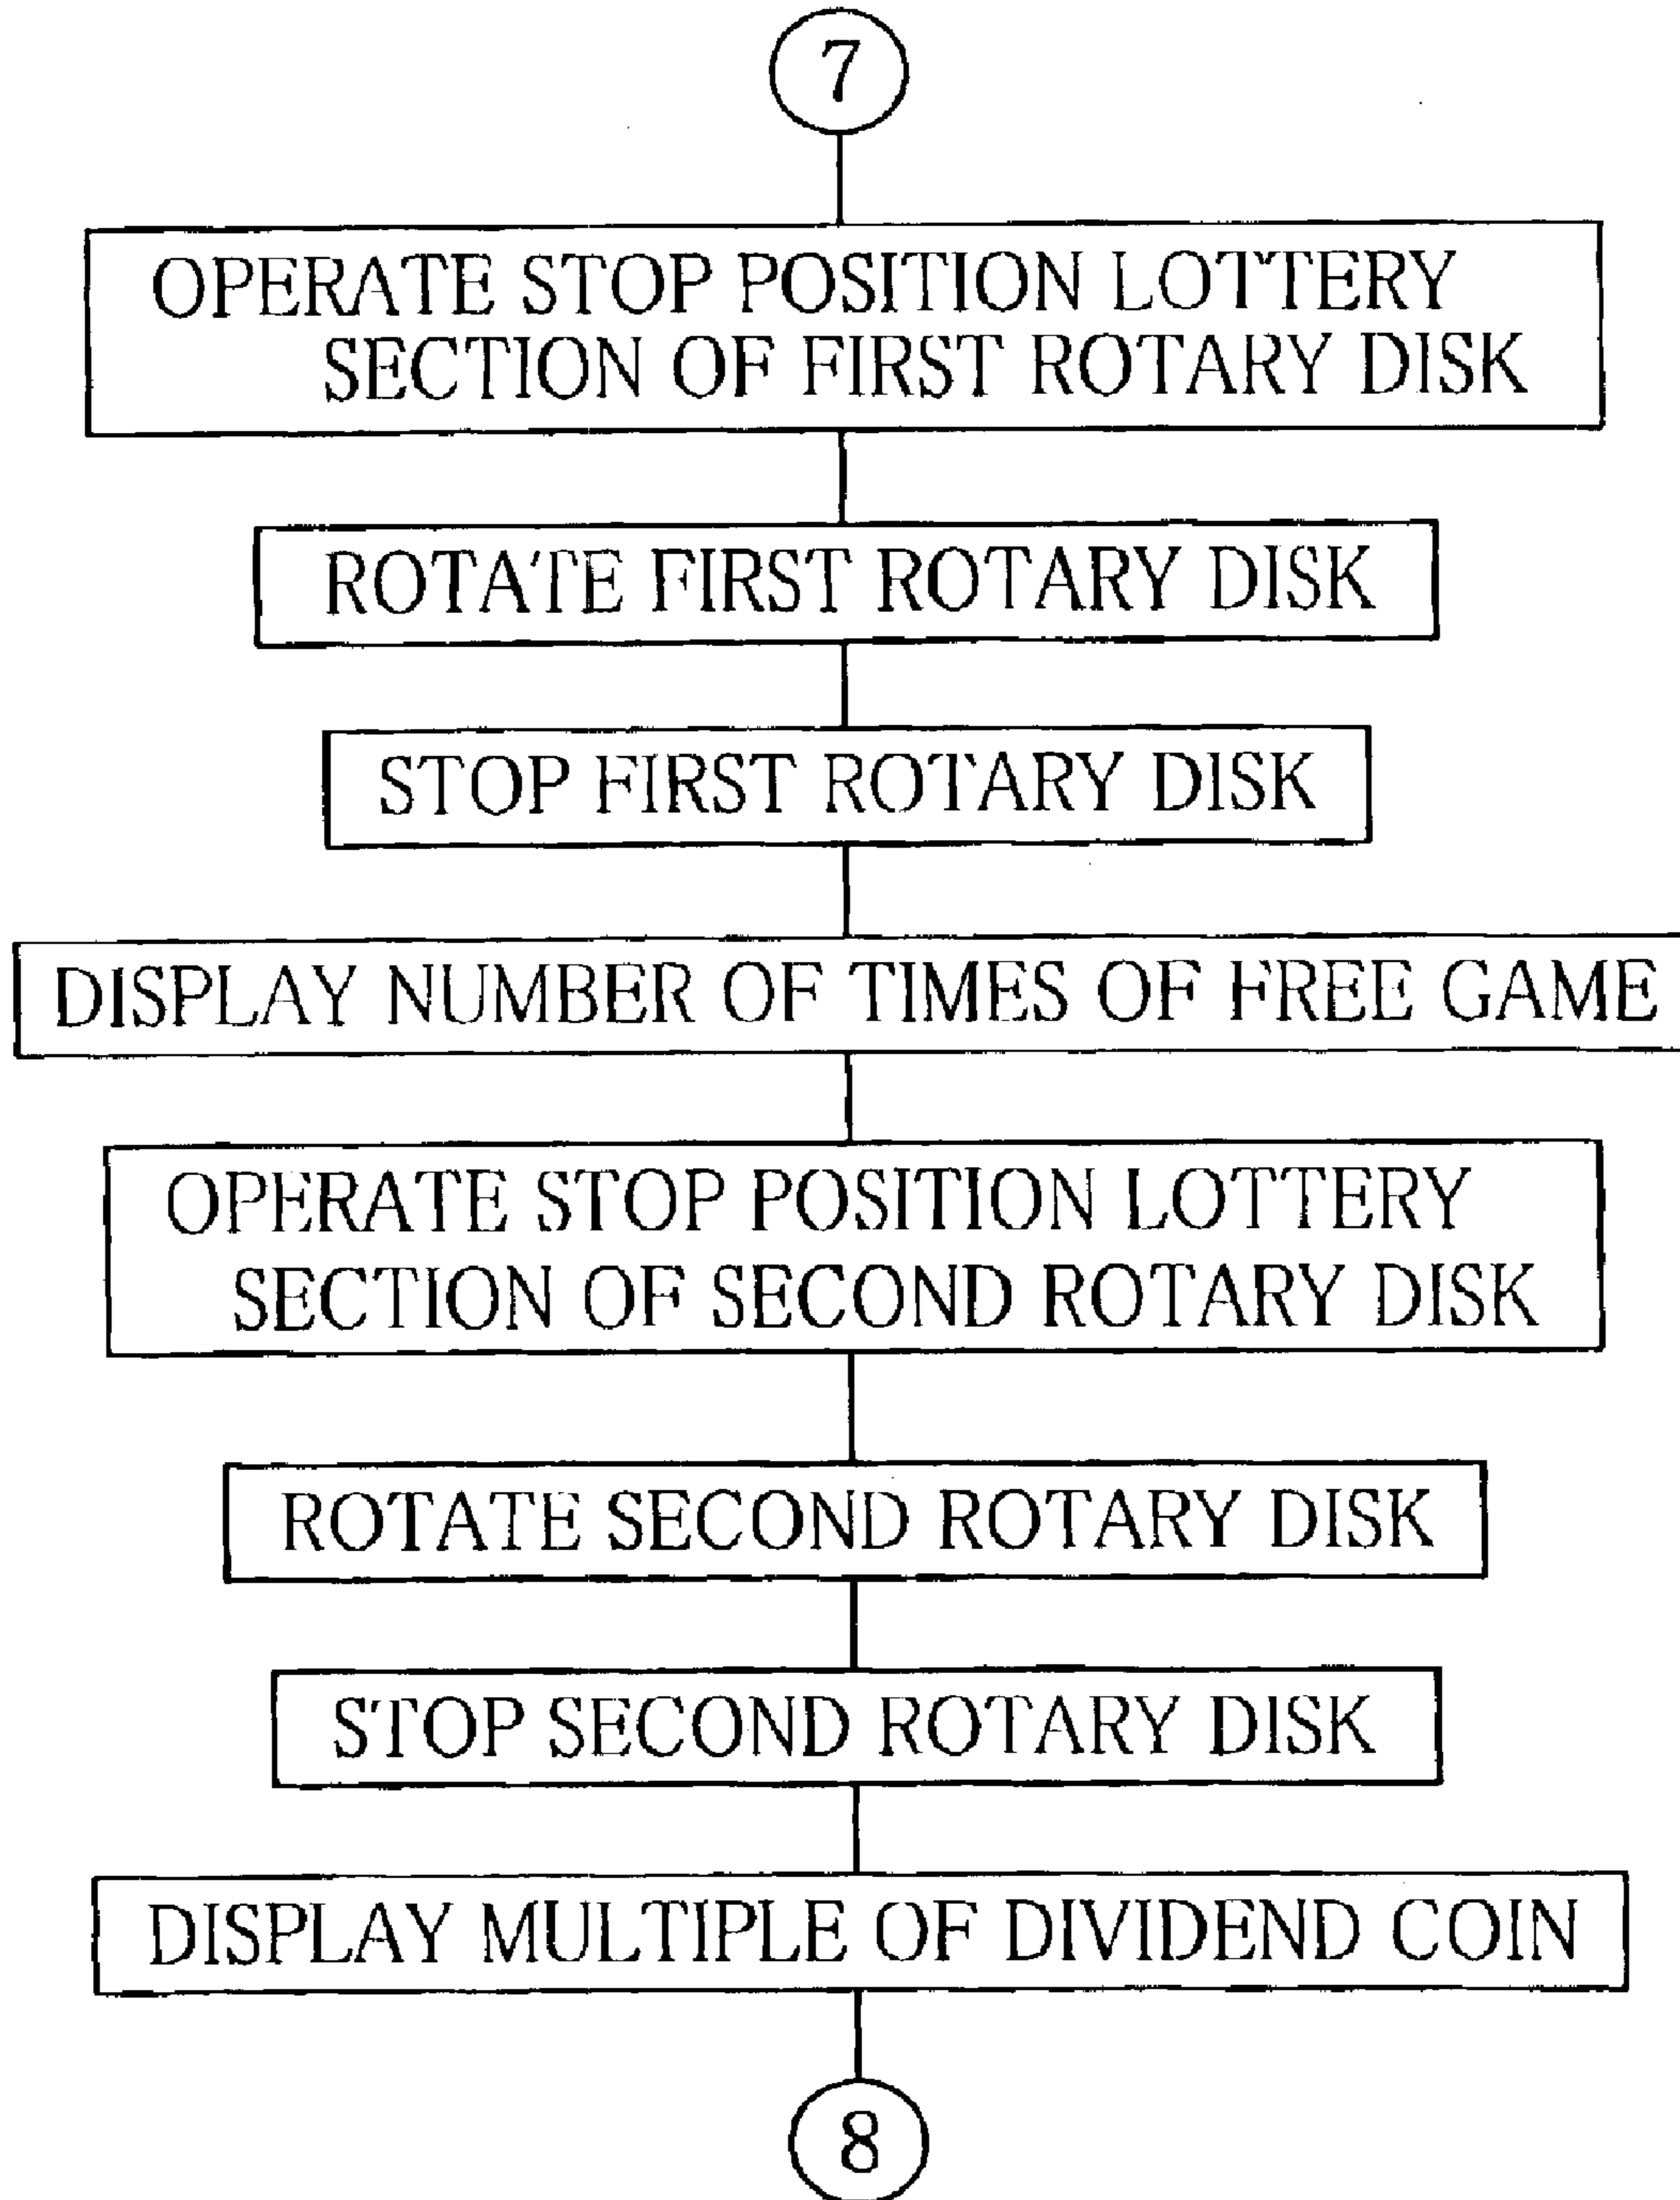 7
OPERATE STOP POSITION LOTTERY
SECTION OF FIRST ROTARY DISK
ROTATE FIRST ROTARY DISK
STOP FIRST ROTARY DISK
DISPLAY NUMBER OF TIMES OF FREE GAME
OPERATE STOP POSITION LOTTERY
SECTION OF SECOND ROTARY DISK
ROTATE SECOND ROTARY DISK
STOP SECOND ROTARY DISK
DISPLAY MULTIPLE OF DIVIDEND COIN
8